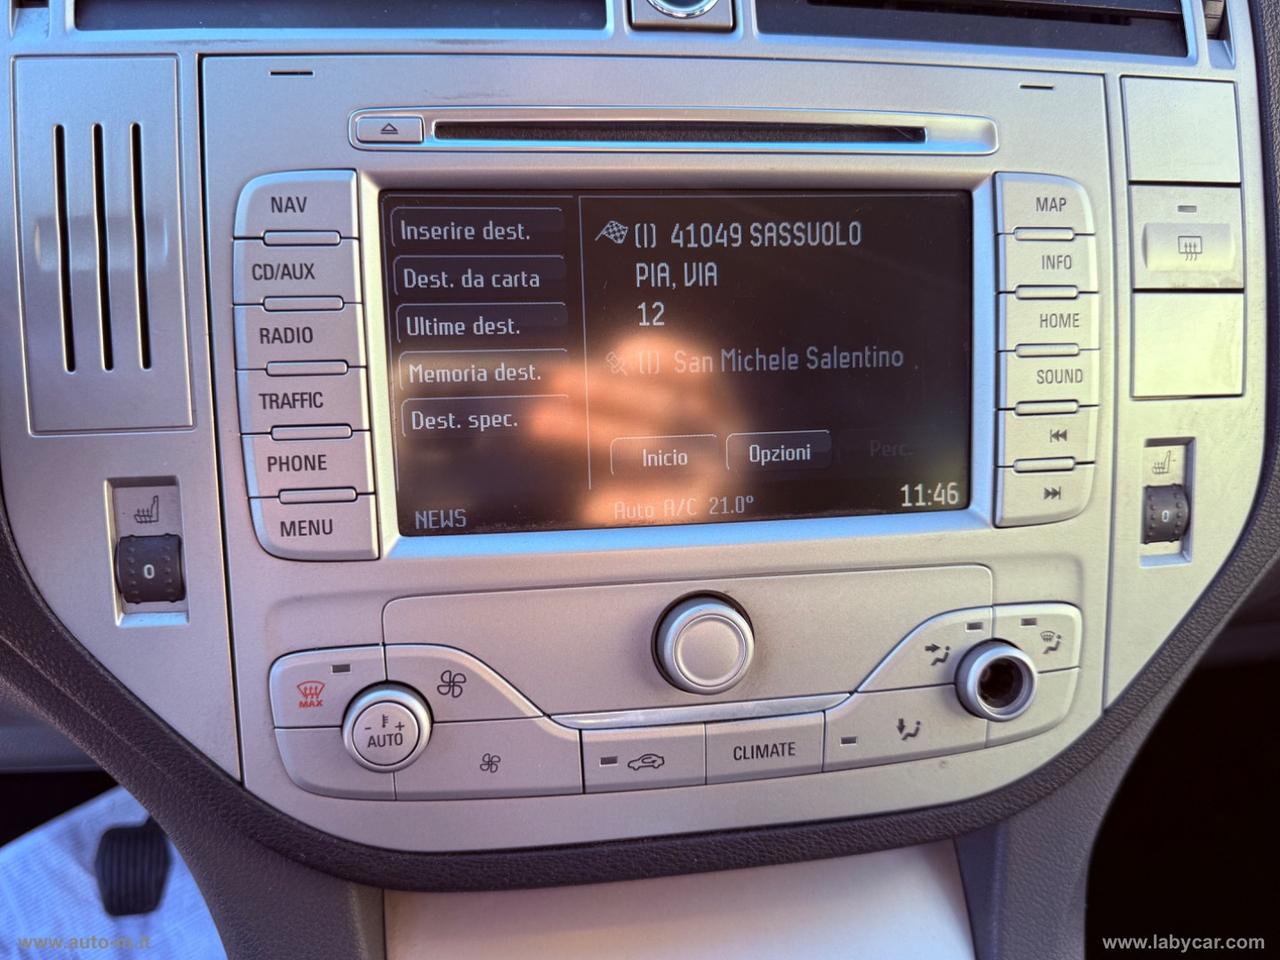 NAV
CD/AUX
RADIO
TRAFFIC
PHONE
MENU
Inserire dest.
Dest. da carta
Ultime dest.
Memoria dest.
Dest. spec.
(I) 41049 SASSUOLO
PIA, VIA
12
(I) San Michele Salentino
Inicio
Opzioni
Perc.
NEWS
Auto A/C 21.0°
11:46
MAP
INFO
HOME
SOUND
0
0
MAX
- +
AUTO
CLIMATE
www.auto-m.it
www.labycar.com